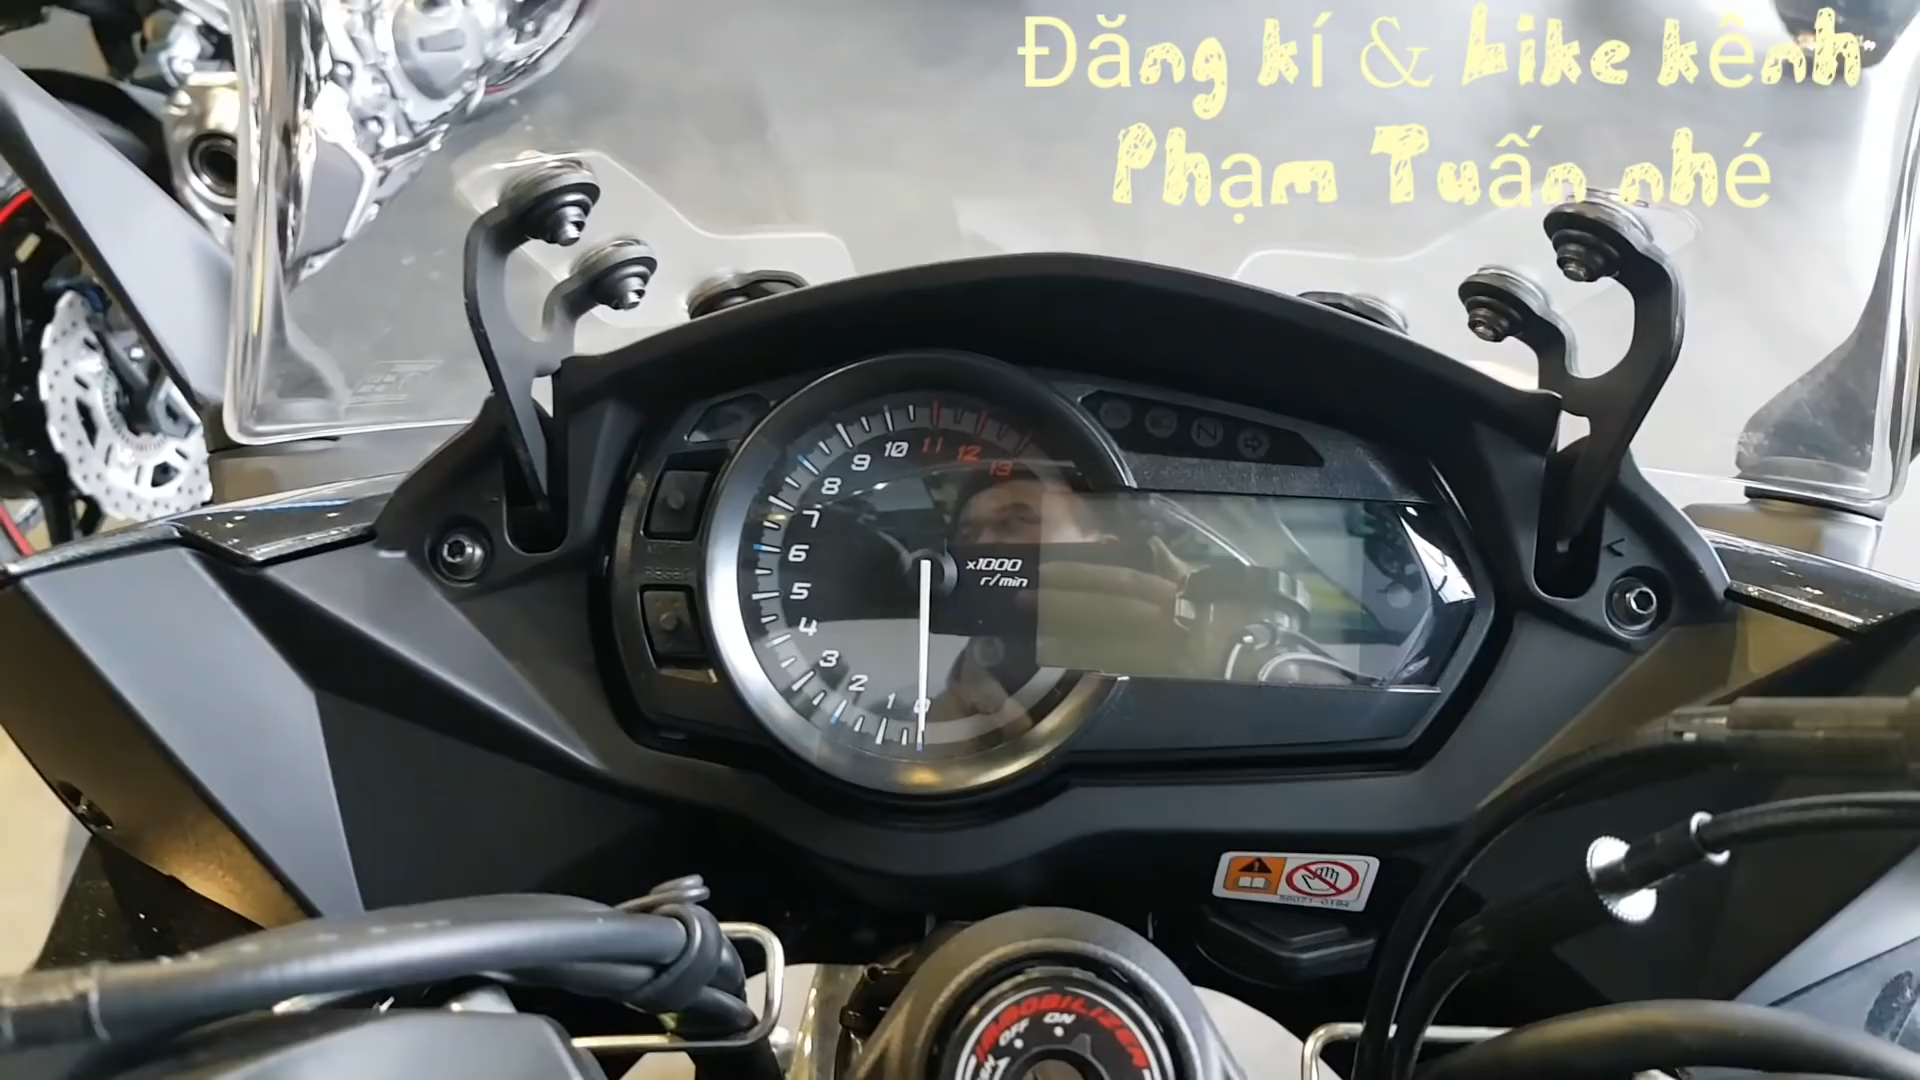 Đăng kí & Like kênh
Phạm Tuấn nhé
10
11
12
13
9
8
7
6
5
4
3
2
1
0
x1000
r/min
N
RESET
IMMOBILIZER
OFF
ON